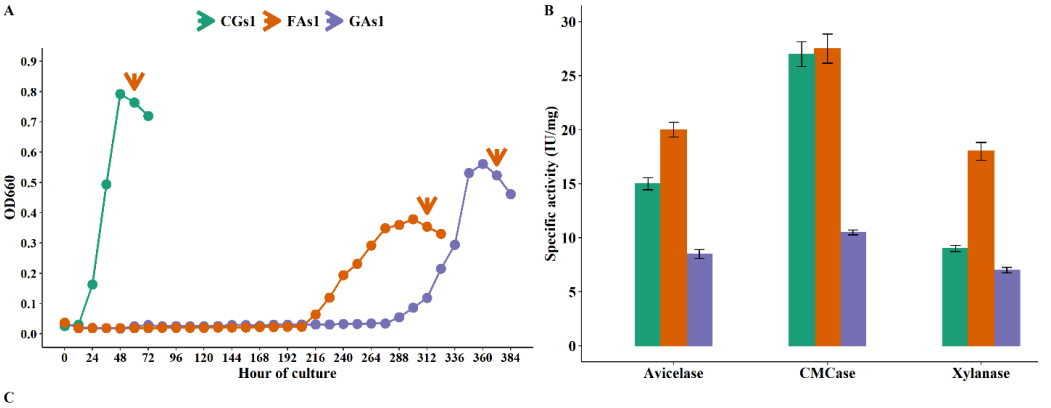 A
CGs1 FAs1 GAs1
0.9
0.8
0.7
0.6
0.5
0.4
0.3
0.2
0.1
0.0
OD660
0 24 48 72 96 120 144 168 192 216 240 264 288 312 336 360 384
Hour of culture
B
30
25
20
15
10
5
0
Specific activity (IU/mg)
Avicelase CMCase Xylanase
C